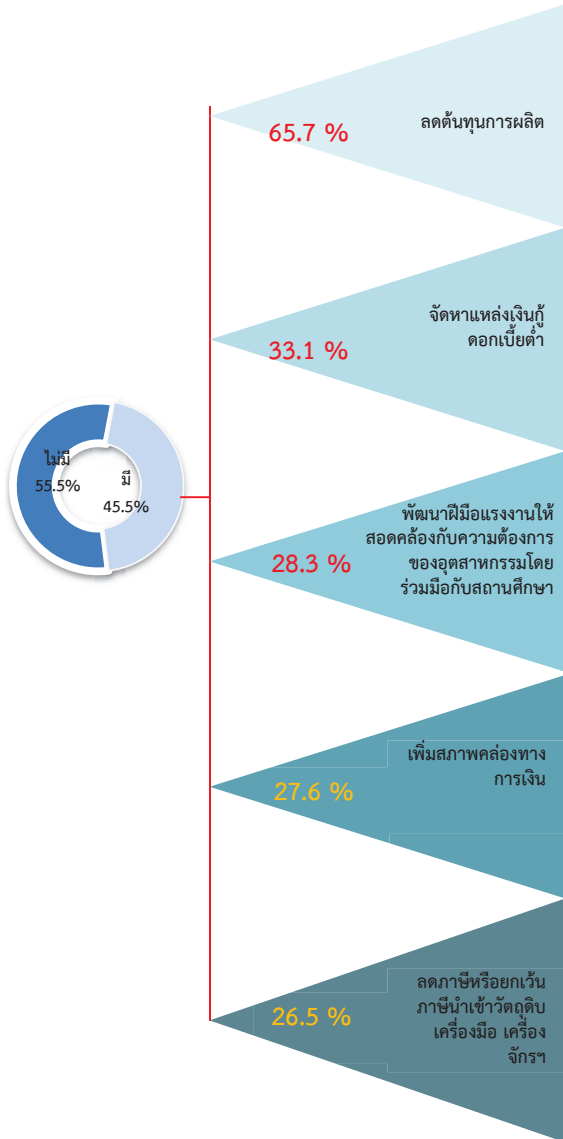 65.7 %
ลดต้นทุนการผลิต
33.1 %
จัดหาแหล่งเงินกู้
ดอกเบี้ยต่ำ
ไม่มี
55.5%
มี
45.5%
28.3 %
พัฒนาฝีมือแรงงานให้
สอดคล้องกับความต้องการ
ของอุตสาหกรรมโดย
ร่วมมือกับสถานศึกษา
27.6 %
เพิ่มสภาพคล่องทาง
การเงิน
26.5 %
ลดภาษีหรือยกเว้น
ภาษีนำเข้าวัตถุดิบ
เครื่องมือ เครื่อง
จักรฯ